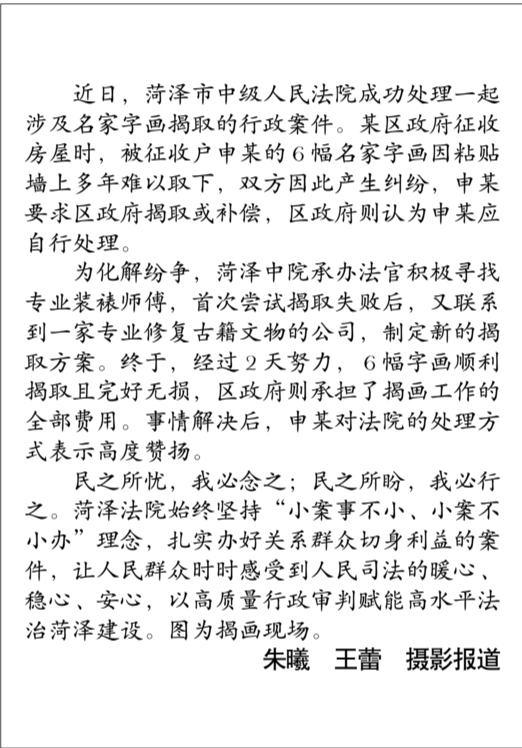 近日，菏泽市中级人民法院成功处理一起
涉及名家字画揭取的行政案件。某区政府征收
房屋时，被征收户申某的6幅名家字画因粘贴
墙上多年难以取下，双方因此产生纠纷，申某
要求区政府揭取或补偿，区政府则认为申某应
自行处理。
为化解纷争，菏泽中院承办法官积极寻找
专业装裱师傅，首次尝试揭取失败后，又联系
到一家专业修复古籍文物的公司，制定新的揭
取方案。终于，经过2天努力，6幅字画顺利
揭取且完好无损，区政府则承担了揭画工作的
全部费用。事情解决后，申某对法院的处理方
式表示高度赞扬。
民之所忧，我必念之；民之所盼，我必行
之。菏泽法院始终坚持“小案事不小、小案不
小办”理念，扎实办好关系群众切身利益的案
件，让人民群众时时感受到人民司法的暖心、
稳心、安心，以高质量行政审判赋能高水平法
治菏泽建设。图为揭画现场。
朱曦　王蕾　摄影报道